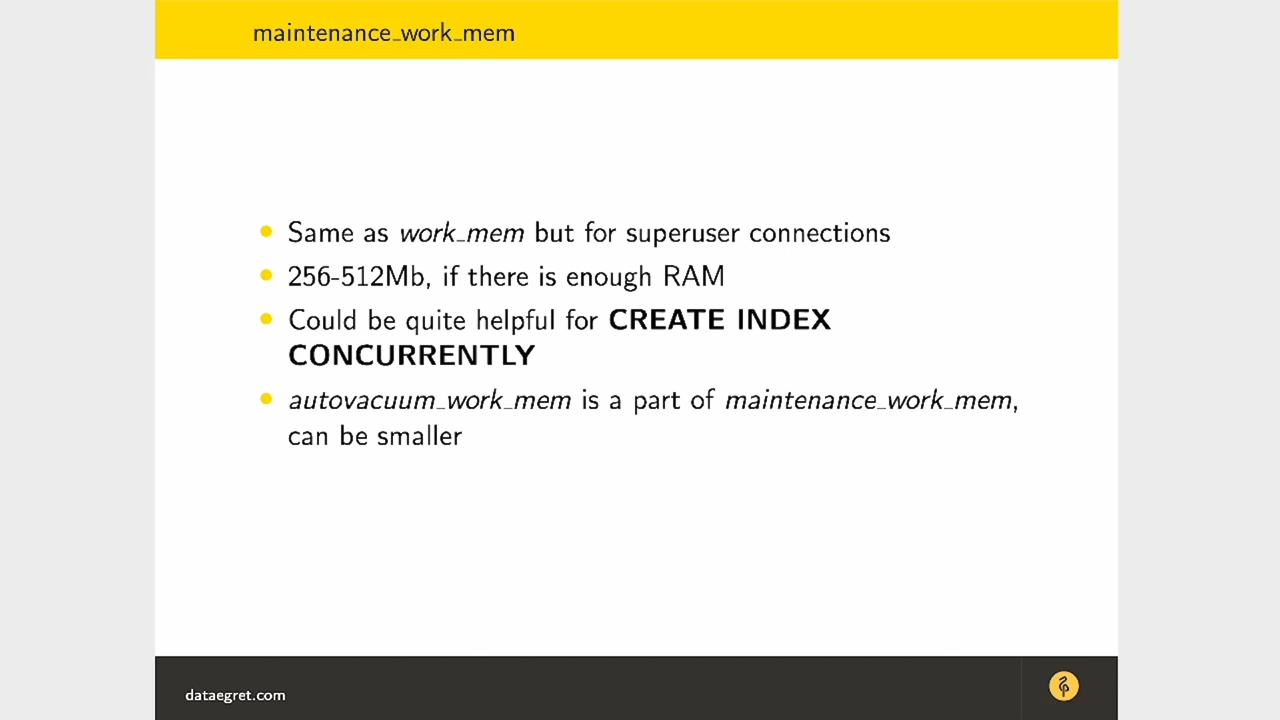 maintenance_work_mem
Same as work_mem but for superuser connections
256-512Mb, if there is enough RAM
Could be quite helpful for CREATE INDEX
CONCURRENTLY
autovacuum_work_mem is a part of maintenance_work_mem,
can be smaller
dataegret.com